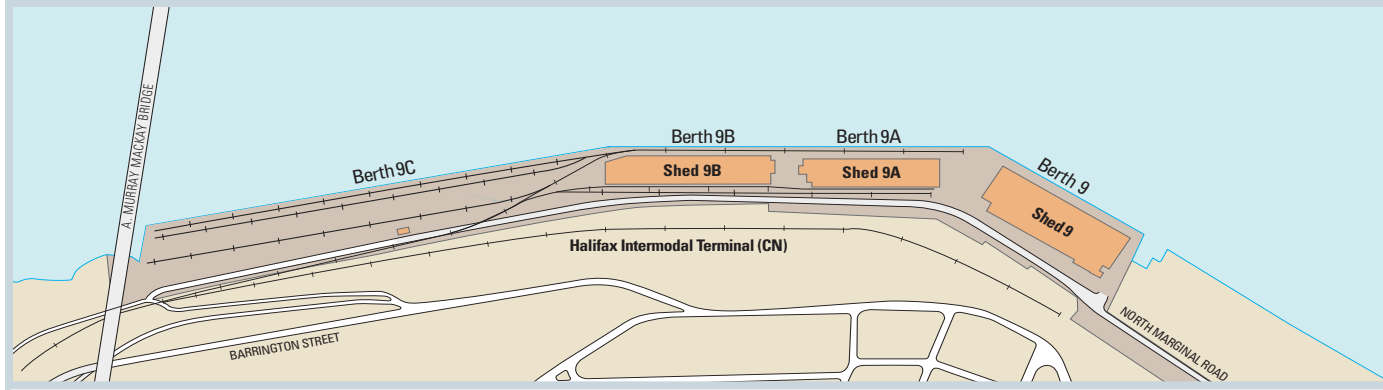 A. MURRAY MACKAY BRIDGE
Berth 9C
Berth 9B
Berth 9A
Berth 9
Shed 9B
Shed 9A
Shed 9
Halifax Intermodal Terminal (CN)
BARRINGTON STREET
NORTH MARGINAL ROAD